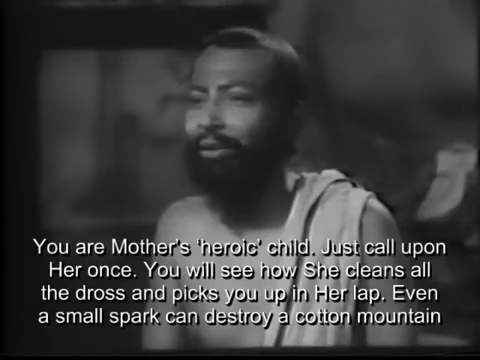 You are Mother's 'heroic' child. Just call upon
Her once. You will see how She cleans all
the dross and picks you up in Her lap. Even
a small spark can destroy a cotton mountain